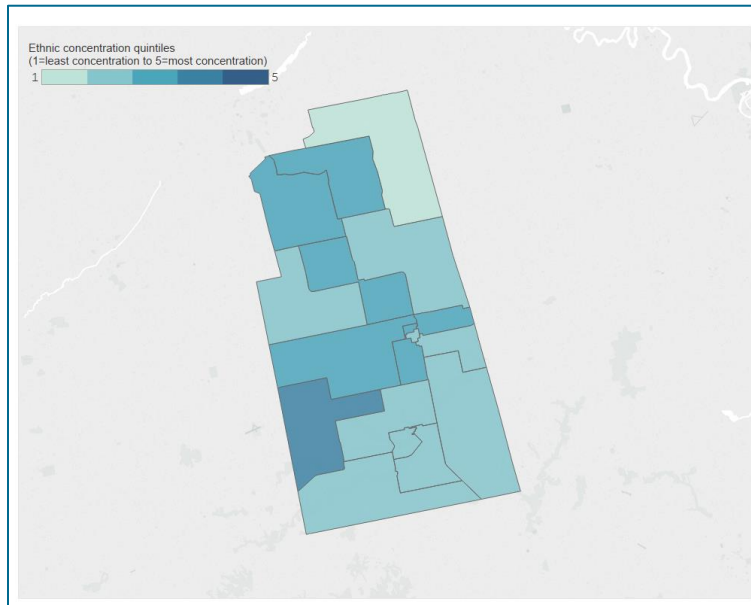 Ethnic concentration quintiles
(1=least concentration to 5=most concentration)
1 5